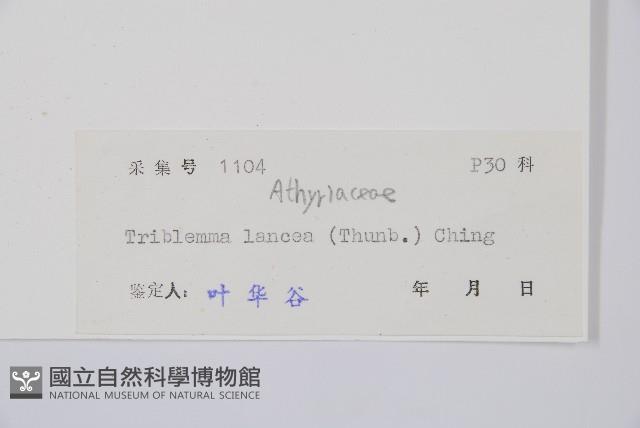 采集号 1104 P30 科
Athyriaceae
Triblemma lancea (Thunb.) Ching
鉴定人: 叶华谷 年 月 日
國立自然科學博物館
NATIONAL MUSEUM OF NATURAL SCIENCE